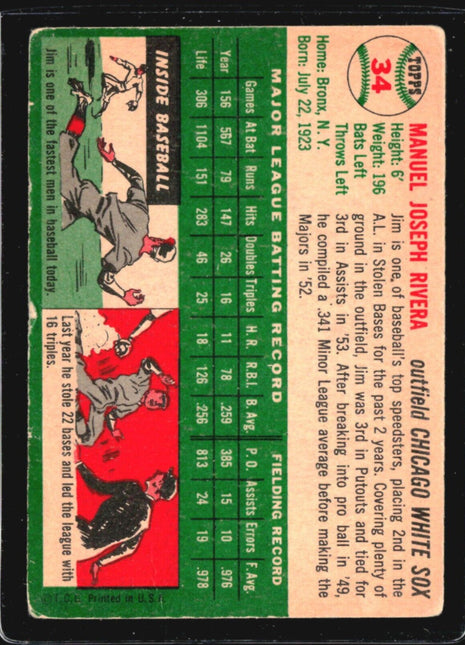 TOPPS
34
MANUEL JOSEPH RIVERA outfield CHICAGO WHITE SOX
Height: 6'
Weight: 196
Bats Left
Throws Left
Home: Bronx, N. Y.
Born: July 22, 1923
Jim is one of baseball's top speedsters, placing 2nd in the
A.L. in Stolen Bases for the past 2 years. Covering plenty of
ground in the outfield, Jim was 3rd in Putouts and tied for
3rd in Assists in '53. After breaking into pro ball in '49,
he compiled a .341 Minor League average before making the
Majors in '52.
MAJOR LEAGUE BATTING RECORD FIELDING RECORD
Games At Bat Runs Hits Doubles Triples H. R. R.B.I. B. Avg. P. O. Assists Errors F. Avg.
Year 156 567 79 147 26 16 11 78 .259 385 15 10 .976
Life 306 1104 151 283 46 25 18 126 .256 813 24 19 .978
INSIDE BASEBALL
Jim is one of the fastest men in baseball today.
Last year he stole 22 bases and led the league with
16 triples.
©T.C.G. Printed in U.S.A.